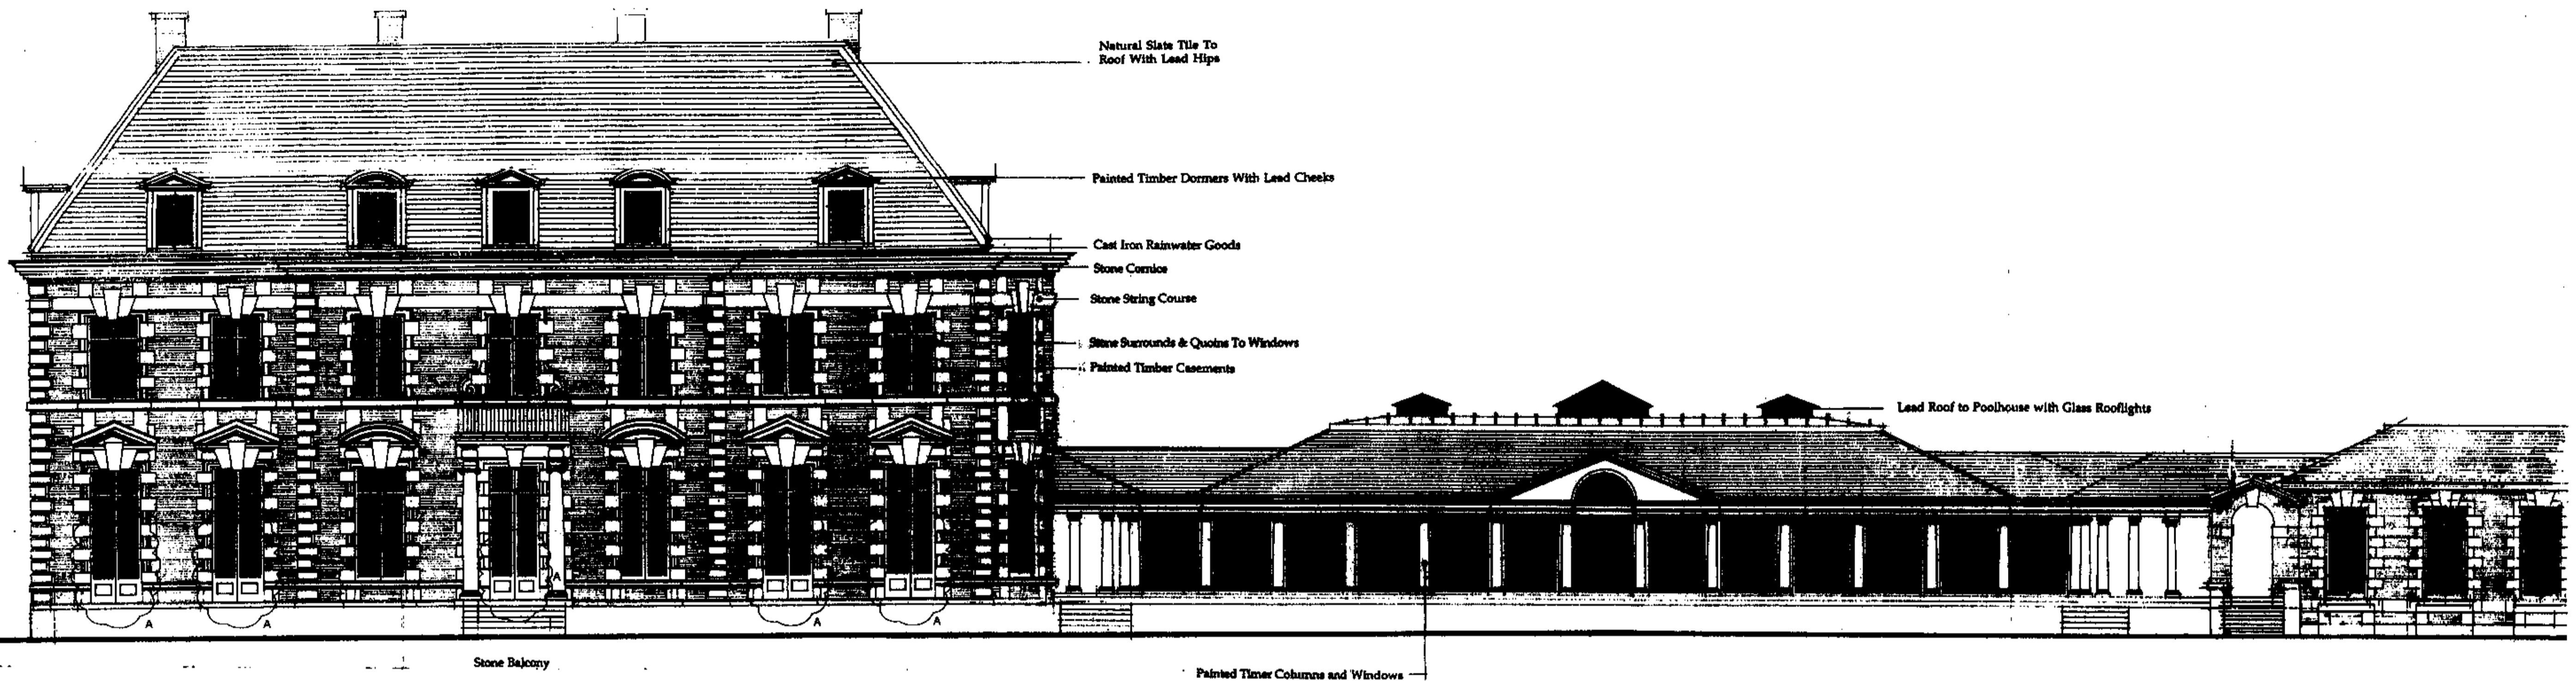 Natural Slate Tile To
Roof With Lead Hips
Painted Timber Dormers With Lead Cheeks
Cast Iron Rainwater Goods
Stone Cornice
Stone String Course
Stone Surrounds & Quoins To Windows
Painted Timber Casements
Lead Roof to Poolhouse with Glass Rooflights
A
A
A
A
A
Stone Balcony
Painted Timer Columns and Windows